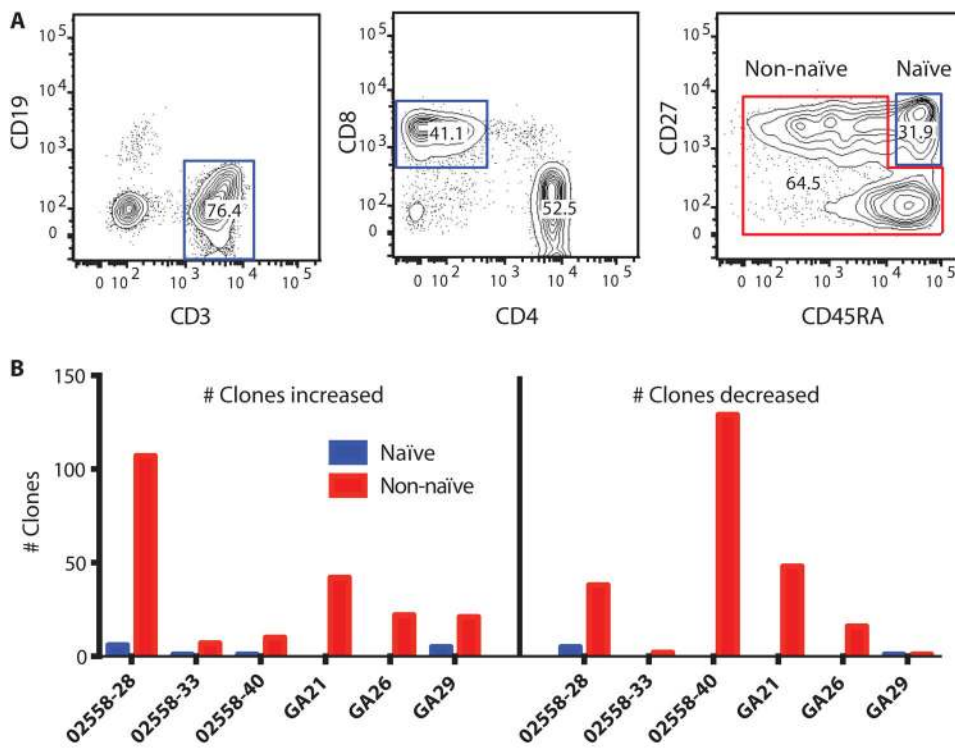 A
CD19
10^5
10^4
10^3
10^2
0
76.4
0 10^2 10^3 10^4 10^5
CD3
CD8
10^5
10^4
10^3
10^2
0
41.1
52.5
0 10^2 10^3 10^4 10^5
CD4
CD27
10^5
10^4
10^3
10^2
0
Non-naïve Naïve
31.9
64.5
0 10^2 10^3 10^4 10^5
CD45RA
B
# Clones
150
100
50
0
# Clones increased
# Clones decreased
Naïve
Non-naïve
02558-28
02558-33
02558-40
GA21
GA26
GA29
02558-28
02558-33
02558-40
GA21
GA26
GA29